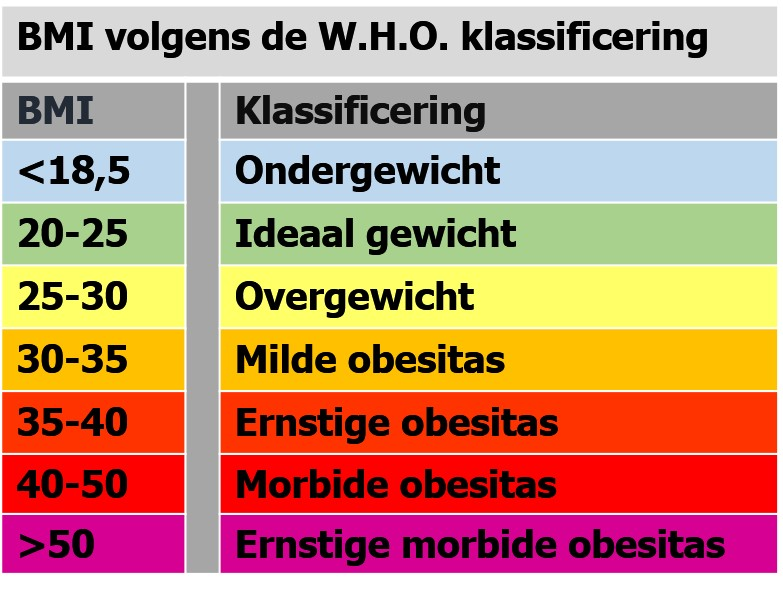 BMI volgens de W.H.O. klassificering
BMI Klassificering
<18,5 Ondergewicht
20-25 Ideaal gewicht
25-30 Overgewicht
30-35 Milde obesitas
35-40 Ernstige obesitas
40-50 Morbide obesitas
>50 Ernstige morbide obesitas